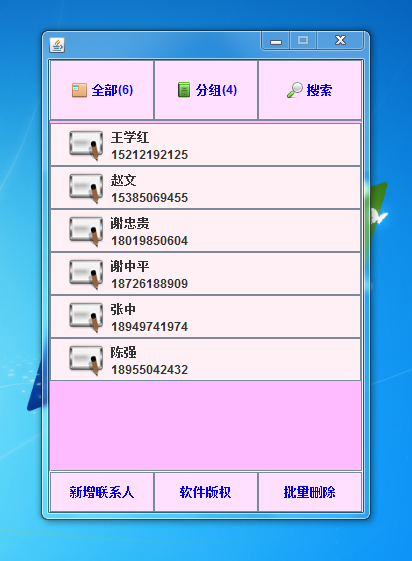 全部(6) 分组(4) 搜索
王学红
15212192125
赵文
15385069455
谢忠贵
18019850604
谢中平
18726188909
张中
18949741974
陈强
18955042432
新增联系人 软件版权 批量删除